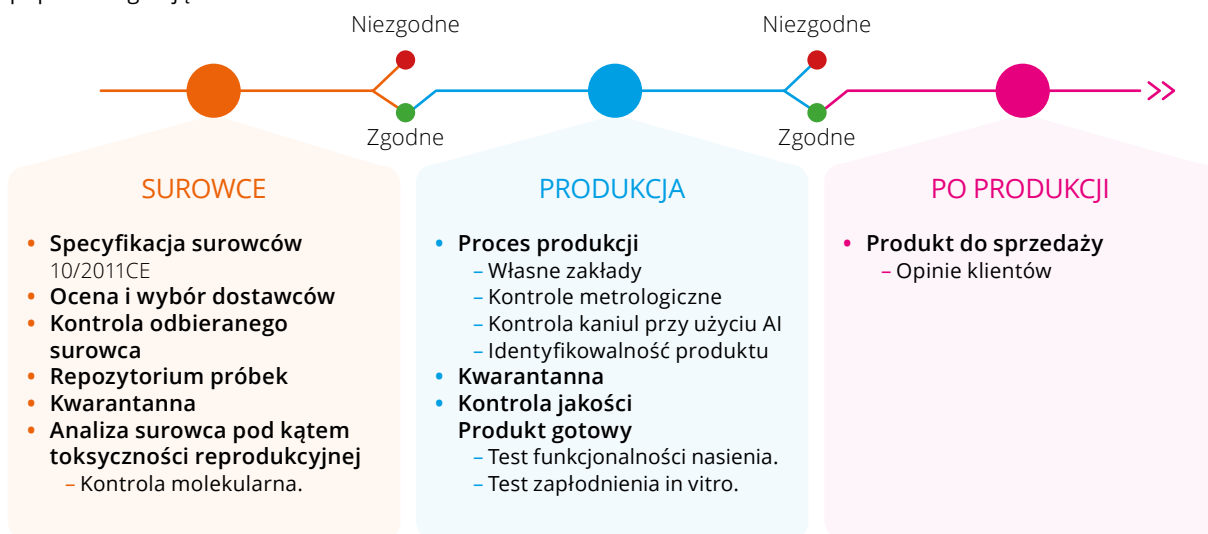 Niezgodne
Niezgodne
Zgodne
Zgodne
SUROWCE
• Specyfikacja surowców
10/2011CE
• Ocena i wybór dostawców
• Kontrola odbieranego
surowca
• Repozytorium próbek
• Kwarantanna
• Analiza surowca pod kątem
toksyczności reprodukcyjnej
– Kontrola molekularna.
PRODUKCJA
• Proces produkcji
– Własne zakłady
– Kontrole metrologiczne
– Kontrola kaniul przy użyciu AI
– Identyfikowalność produktu
• Kwarantanna
• Kontrola jakości
Produkt gotowy
– Test funkcjonalności nasienia.
– Test zapłodnienia in vitro.
PO PRODUKCJI
• Produkt do sprzedaży
– Opinie klientów